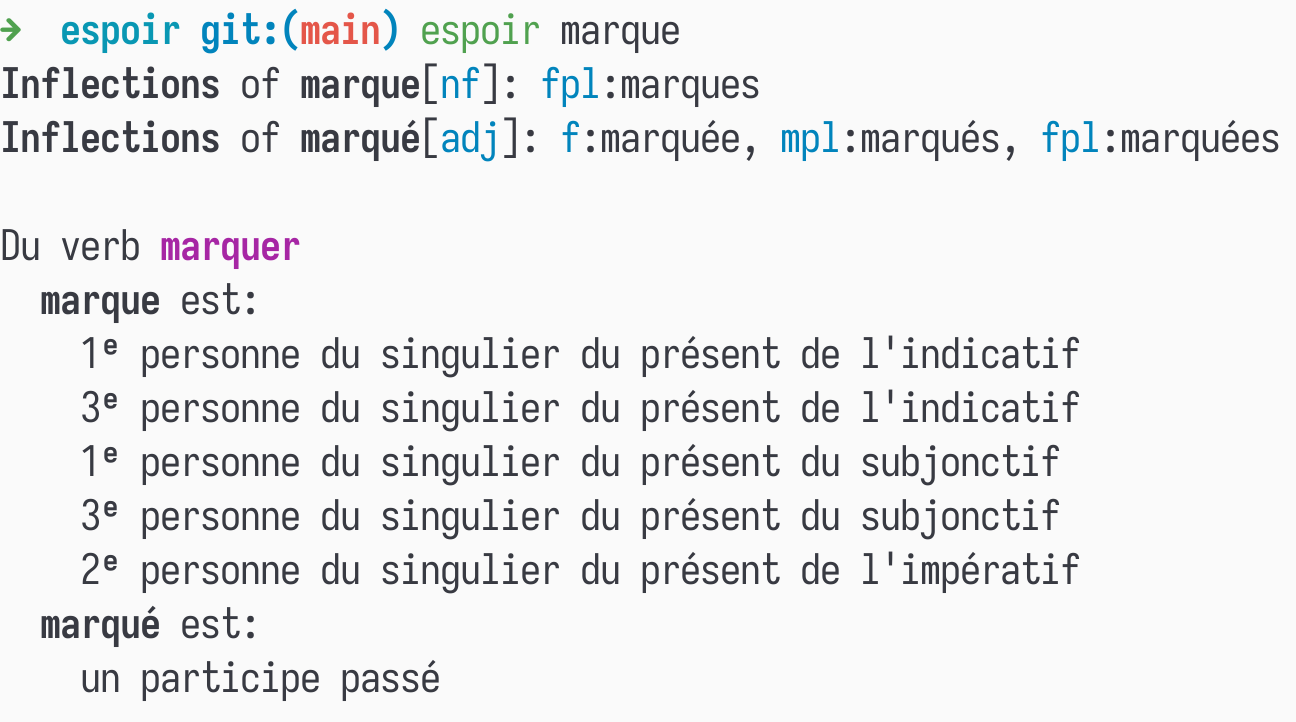 ➜ espoir git:(main) espoir marque
Inflections of marque[nf]: fpl:marques
Inflections of marqué[adj]: f:marquée, mpl:marqués, fpl:marquées
Du verb marquer
marque est:
1ᵉ personne du singulier du présent de l'indicatif
3ᵉ personne du singulier du présent de l'indicatif
1ᵉ personne du singulier du présent du subjonctif
3ᵉ personne du singulier du présent du subjonctif
2ᵉ personne du singulier du présent de l'impératif
marqué est:
un participe passé